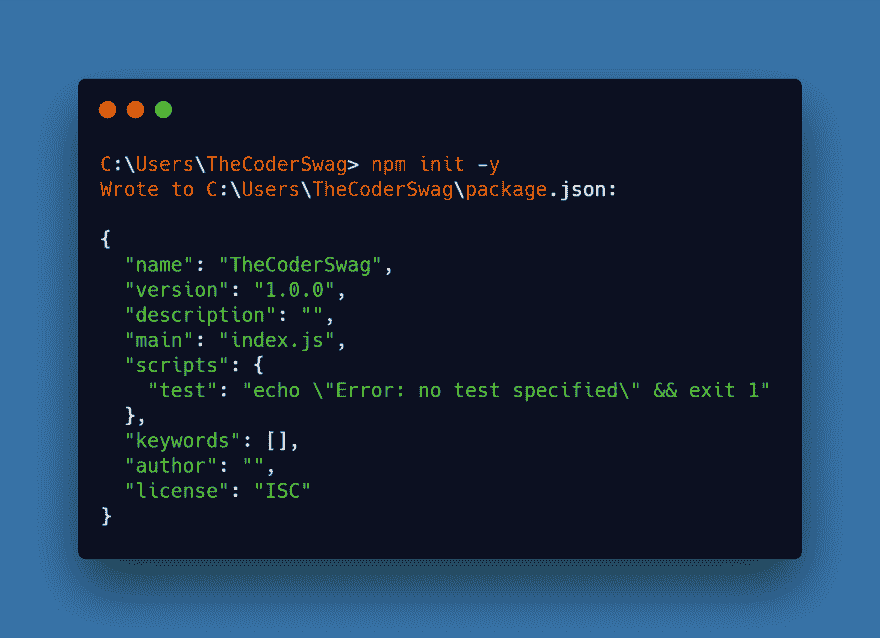 C:\Users\TheCoderSwag> npm init -y
Wrote to C:\Users\TheCoderSwag\package.json:
{
"name": "TheCoderSwag",
"version": "1.0.0",
"description": "",
"main": "index.js",
"scripts": {
"test": "echo \"Error: no test specified\" && exit 1"
},
"keywords": [],
"author": "",
"license": "ISC"
}